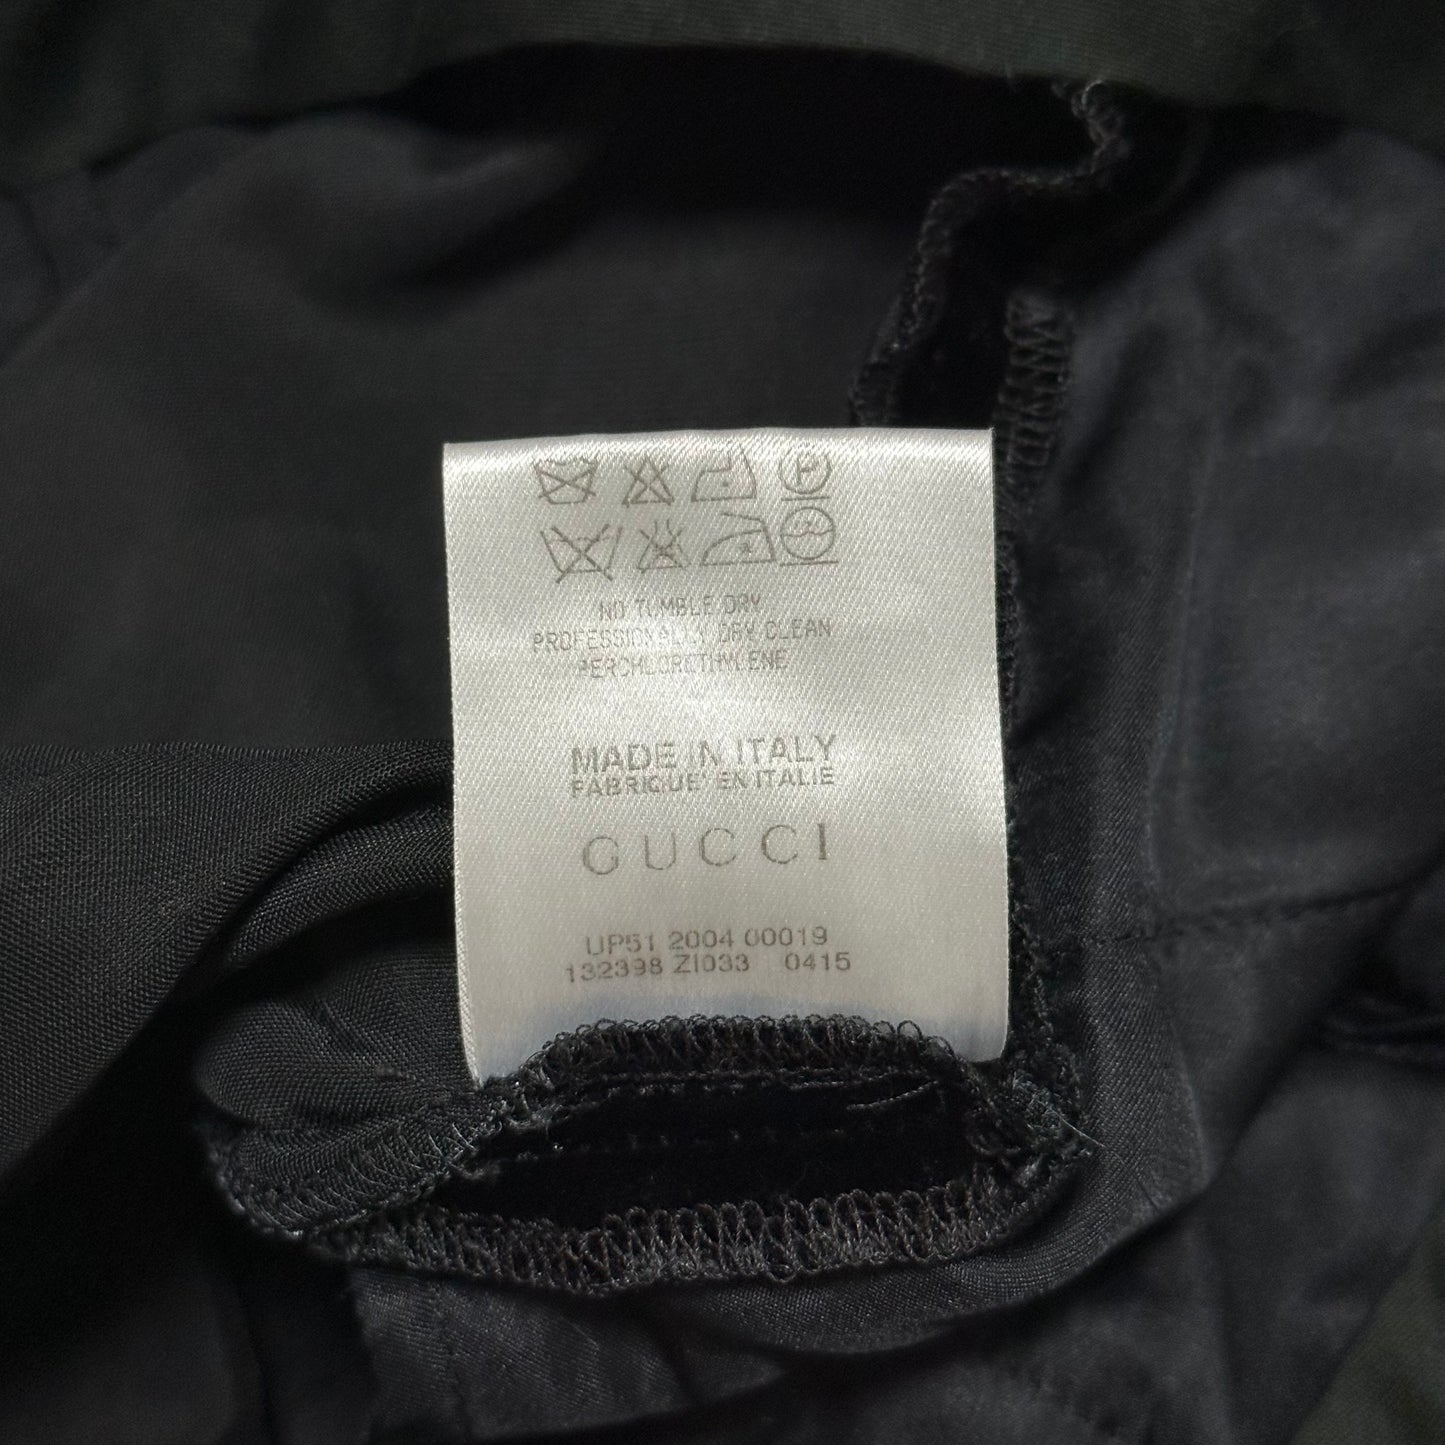 NO TUMBLE DRY
PROFESSIONALLY DRY CLEAN
PERCHLORETHYLENE
MADE IN ITALY
FABRIQUE' EN ITALIE
GUCCI
UP51 2004 00019
132398 ZI033 0415